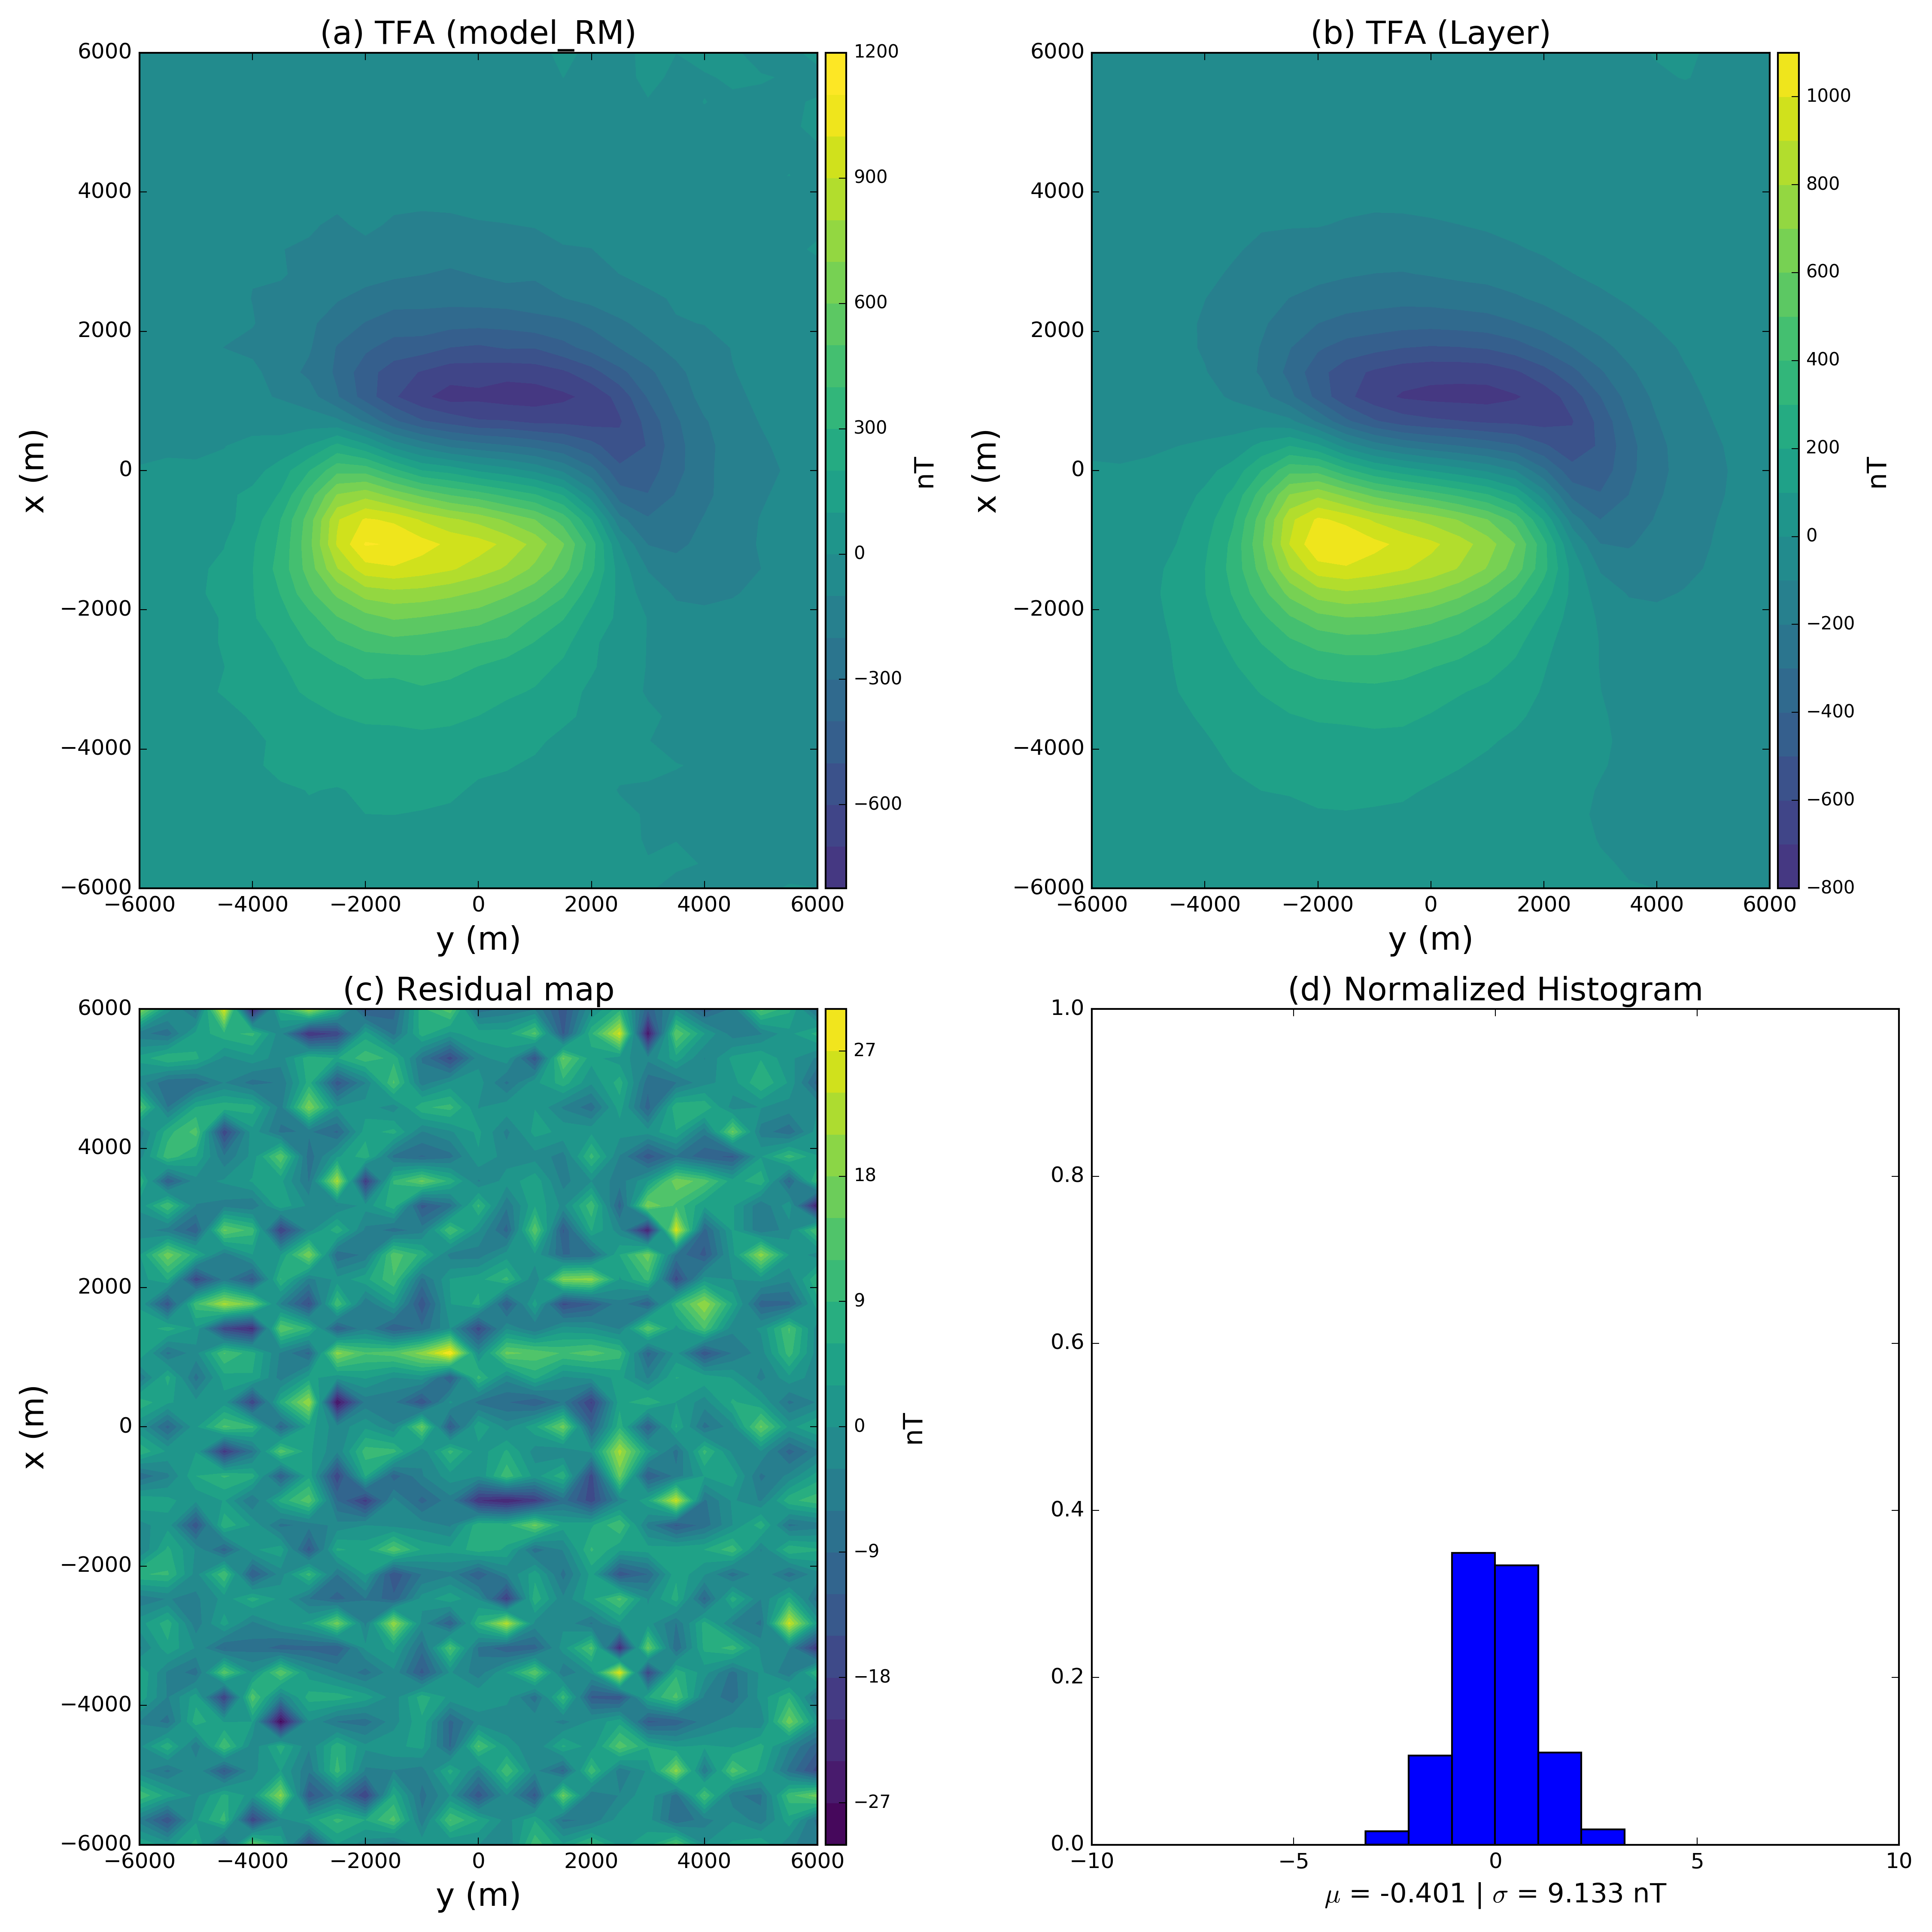 (a) TFA (model_RM)
6000
4000
2000
0
−2000
−4000
−6000
x (m)
−6000 −4000 −2000 0 2000 4000 6000
y (m)
1200
900
600
300
0
−300
−600
nT
(b) TFA (Layer)
6000
4000
2000
0
−2000
−4000
−6000
x (m)
−6000 −4000 −2000 0 2000 4000 6000
y (m)
1000
800
600
400
200
0
−200
−400
−600
−800
nT
(c) Residual map
6000
4000
2000
0
−2000
−4000
−6000
x (m)
−6000 −4000 −2000 0 2000 4000 6000
y (m)
27
18
9
0
−9
−18
−27
nT
(d) Normalized Histogram
1.0
0.8
0.6
0.4
0.2
0.0
−10 −5 0 5 10
μ = -0.401 | σ = 9.133 nT